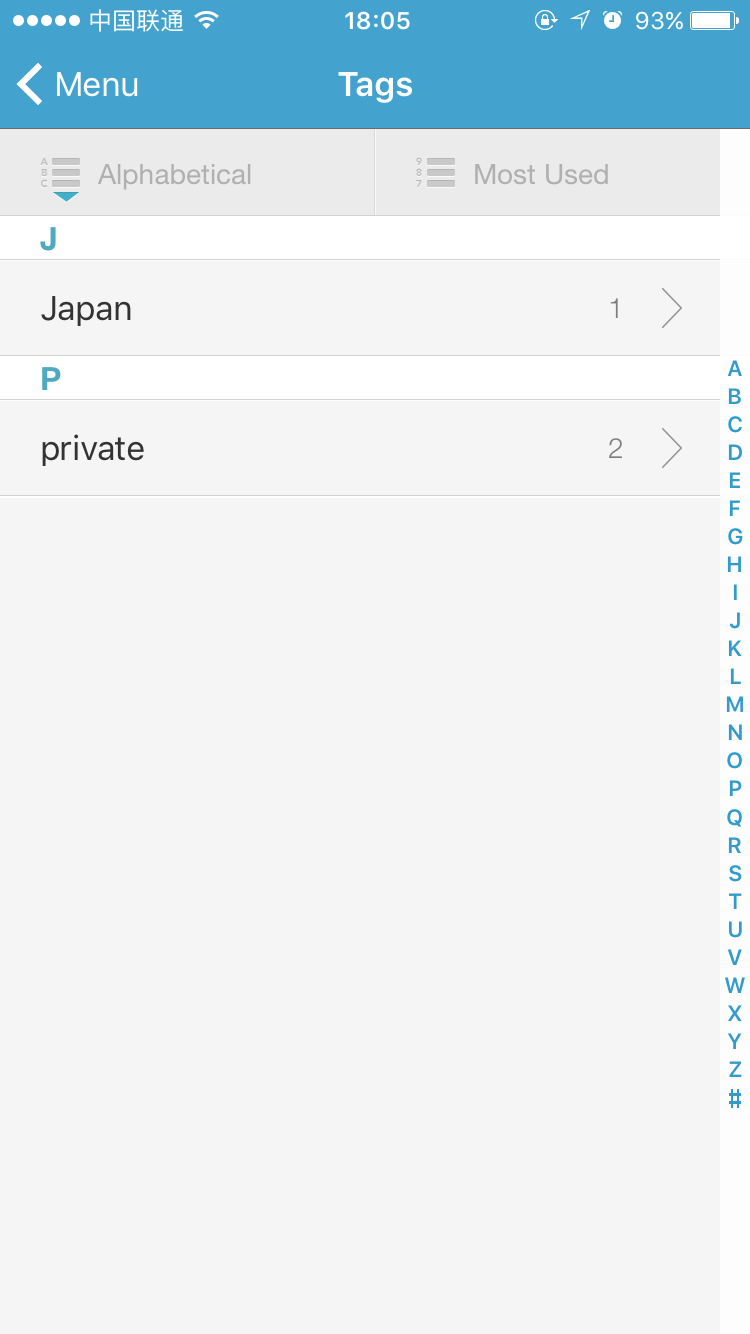 中国联通 18:05 93%
Menu Tags
A B C Alphabetical 9 8 7 Most Used
J
Japan 1
P
private 2
A
B
C
D
E
F
G
H
I
J
K
L
M
N
O
P
Q
R
S
T
U
V
W
X
Y
Z
#